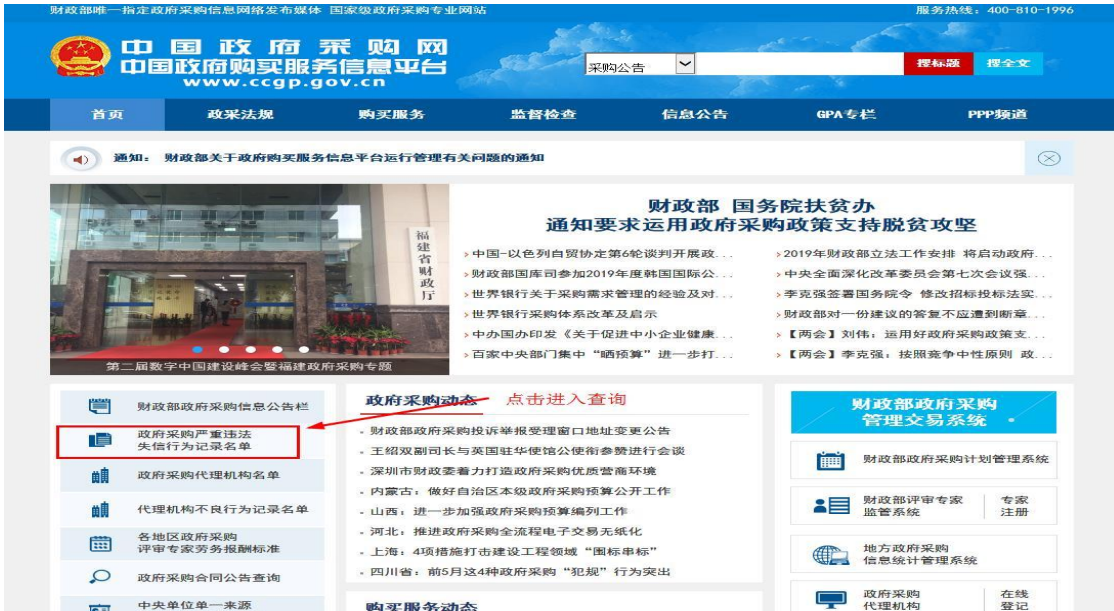 财政部唯一指定政府采购信息网络发布媒体 国家级政府采购专业网站
服务热线：400-810-1996
中国政府采购网
中国政府购买服务信息平台
www.ccgp.gov.cn
采购公告
搜标题
搜全文
首页
政采法规
购买服务
监督检查
信息公告
GPA专栏
PPP频道
通知：财政部关于政府购买服务信息平台运行管理有关问题的通知
福建省财政厅
第二届数字中国建设峰会暨福建政府采购专题
财政部 国务院扶贫办
通知要求运用政府采购政策支持脱贫攻坚
中国-以色列自贸协定第6轮谈判开展政...
财政部国库司参加2019年度韩国国际公...
世界银行关于采购需求管理的经验及对...
世界银行采购体系改革及启示
中办国办印发《关于促进中小企业健康...
百家中央部门集中“晒预算”进一步打...
2019年财政立法工作安排 将启动政府...
中央全面深化改革委员会第七次会议强...
李克强签署国务院令 修改招标投标法实...
财政部对一份建议的答复不应遭到断章...
【两会】刘伟：运用好政府采购政策支...
【两会】李克强：按照竞争中性原则 政...
财政部政府采购信息公告栏
政府采购严重违法
失信行为记录名单
政府采购代理机构名单
代理机构不良行为记录名单
各地区政府采购
评审专家劳务报酬标准
政府采购合同公告查询
中央单位单一来源
政府采购动态
点击进入查询
财政部政府采购投诉举报受理窗口地址变更公告
王绍双副司长与英国驻华使馆公使衔参赞进行会谈
深圳市财政委着力打造政府采购优质营商环境
内蒙古：做好自治区本级政府采购预算公开工作
山西：进一步加强政府采购预算编列工作
河北：推进政府采购全流程电子交易无纸化
上海：4项措施打击建设工程领域“围标串标”
四川省：前5月这4种政府采购“犯规”行为突出
购买服务动态
财政部政府采购
管理交易系统
财政部政府采购计划管理系统
财政部评审专家
监管系统
专家
注册
地方政府采购
信息统计管理系统
政府采购
代理机构
在线
登记